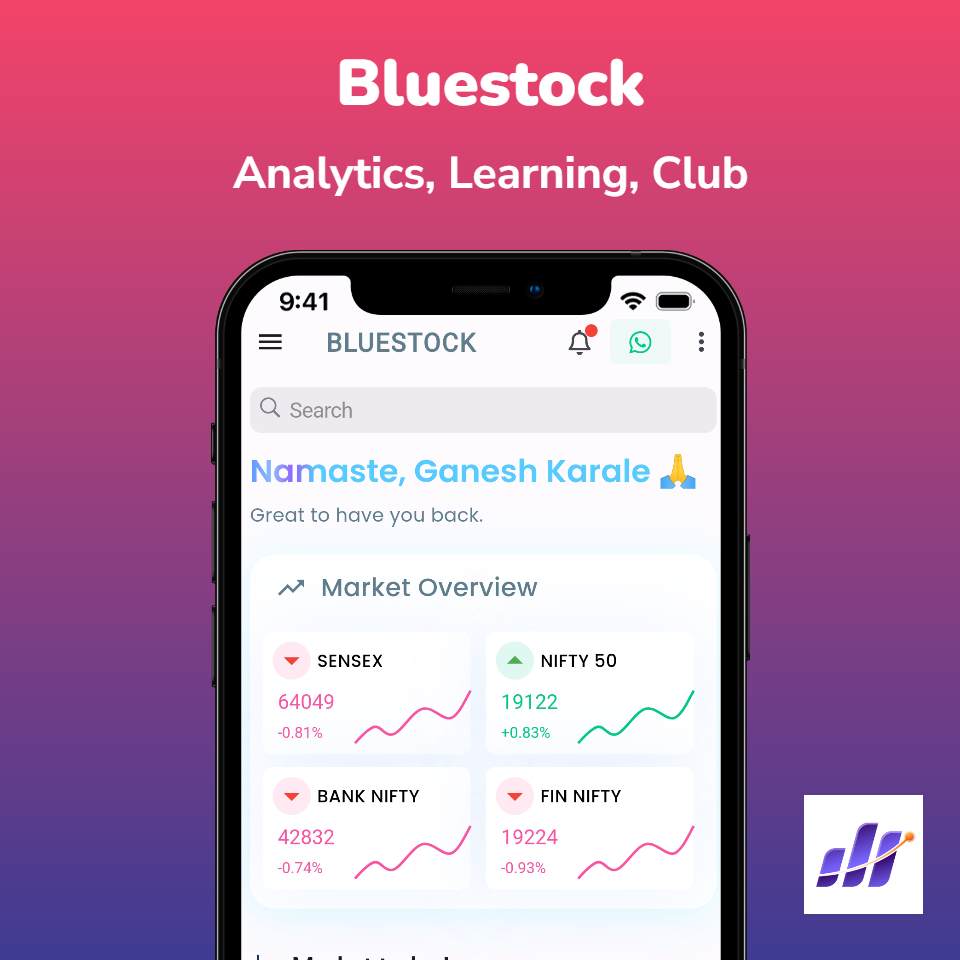 Bluestock
Analytics, Learning, Club
9:41
BLUESTOCK
Search
Namaste, Ganesh Karale 🙏
Great to have you back.
Market Overview
SENSEX
64049
-0.81%
NIFTY 50
19122
+0.83%
BANK NIFTY
42832
-0.74%
FIN NIFTY
19224
-0.93%